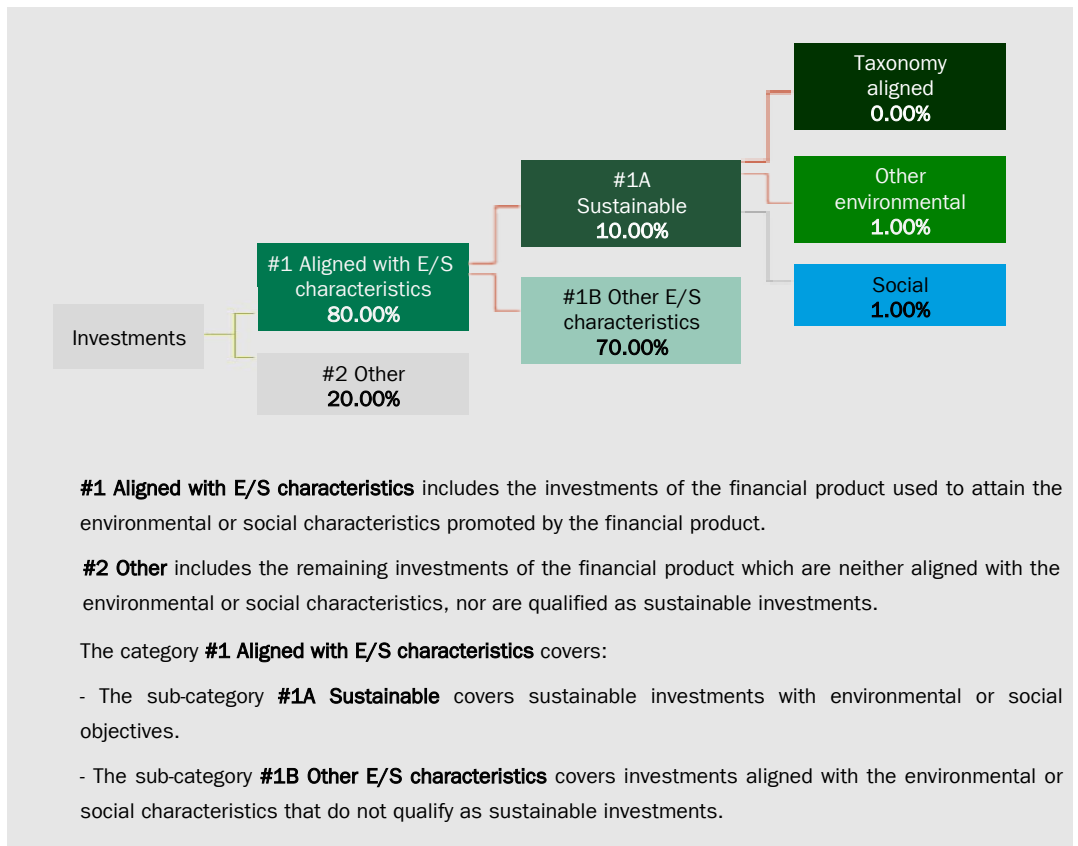 Taxonomy
aligned
0.00%
#1A
Sustainable
10.00%
Other
environmental
1.00%
#1 Aligned with E/S
characteristics
80.00%
Social
1.00%
#1B Other E/S
characteristics
70.00%
Investments
#2 Other
20.00%
#1 Aligned with E/S characteristics includes the investments of the financial product used to attain the
environmental or social characteristics promoted by the financial product.
#2 Other includes the remaining investments of the financial product which are neither aligned with the
environmental or social characteristics, nor are qualified as sustainable investments.
The category #1 Aligned with E/S characteristics covers:
- The sub-category #1A Sustainable covers sustainable investments with environmental or social
objectives.
- The sub-category #1B Other E/S characteristics covers investments aligned with the environmental or
social characteristics that do not qualify as sustainable investments.